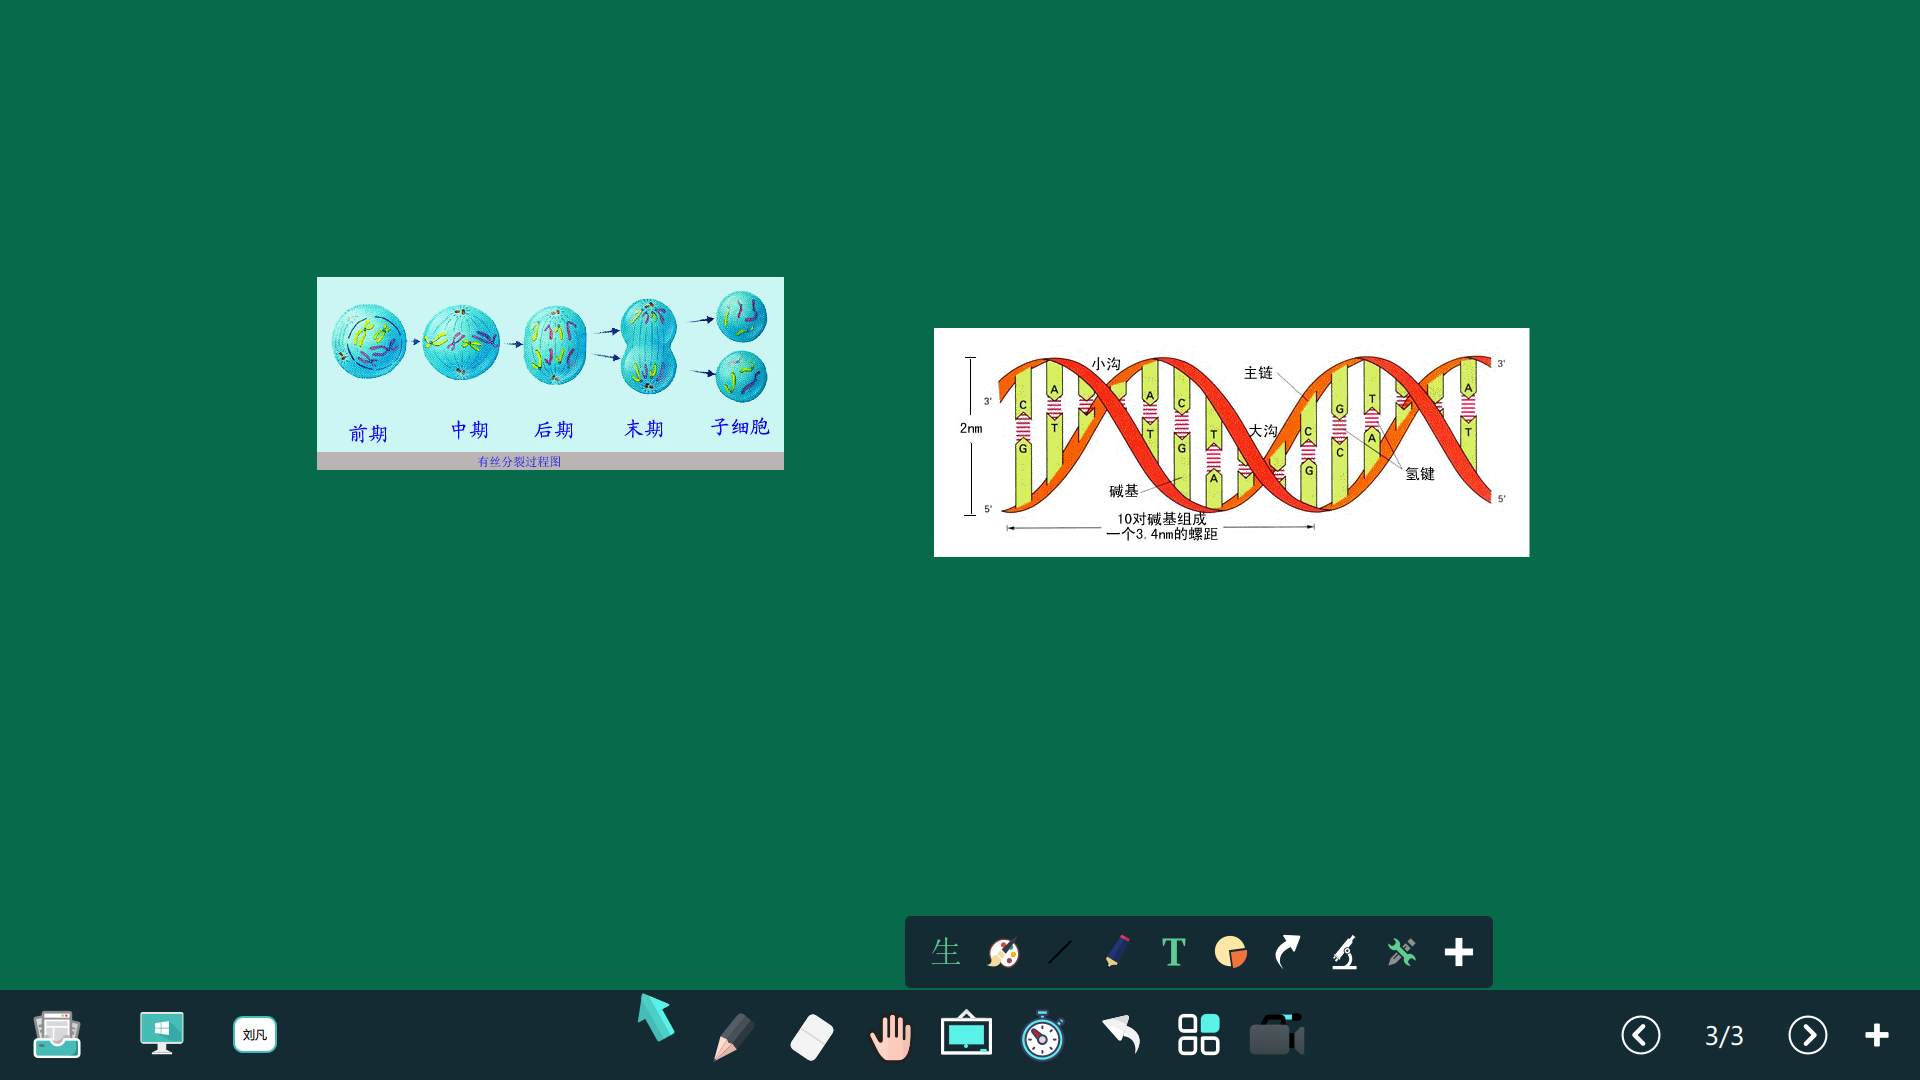 前期 中期 后期 末期 子细胞
有丝分裂过程图
小沟
主链
3'
3'
2nm
大沟
C A A C T C G T A
G T T G A G C A T
氢键
碱基
5'
5'
10对碱基组成
一个3.4nm的螺距
生 T
刘凡
3/3